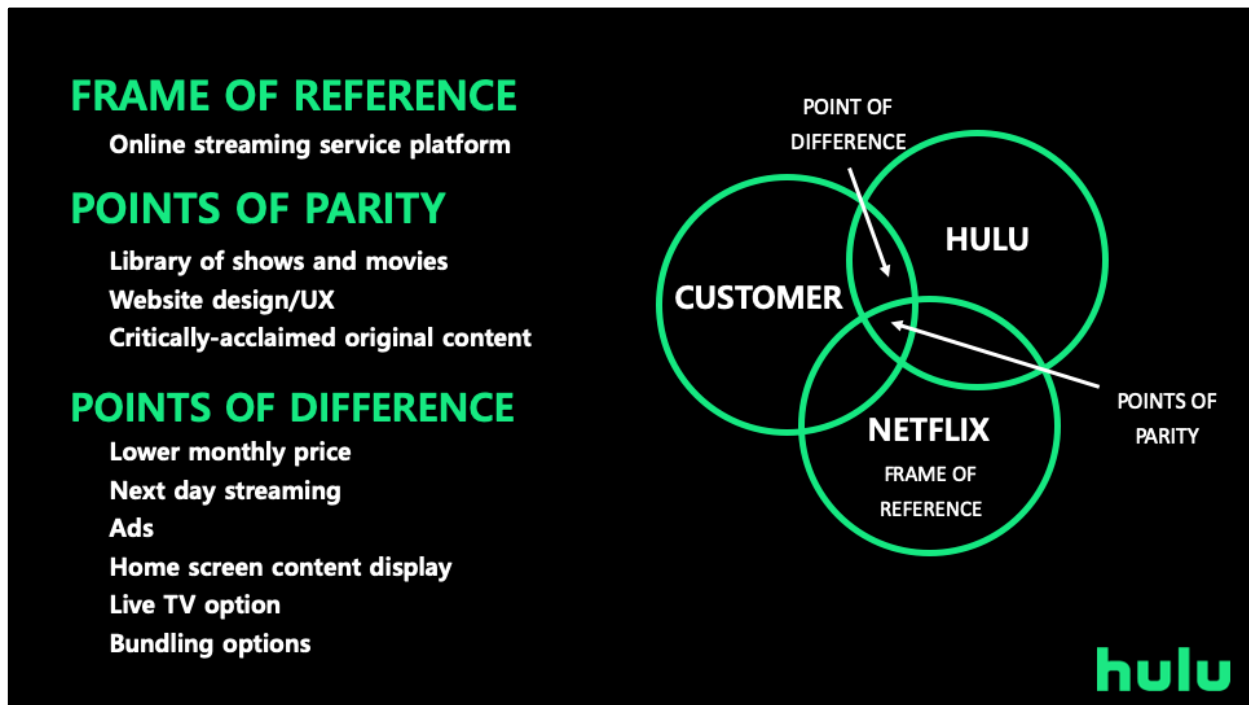 FRAME OF REFERENCE
Online streaming service platform
POINTS OF PARITY
Library of shows and movies
Website design/UX
Critically-acclaimed original content
POINTS OF DIFFERENCE
Lower monthly price
Next day streaming
Ads
Home screen content display
Live TV option
Bundling options
POINT OF
DIFFERENCE
HULU
CUSTOMER
NETFLIX
FRAME OF
REFERENCE
POINTS OF
PARITY
hulu